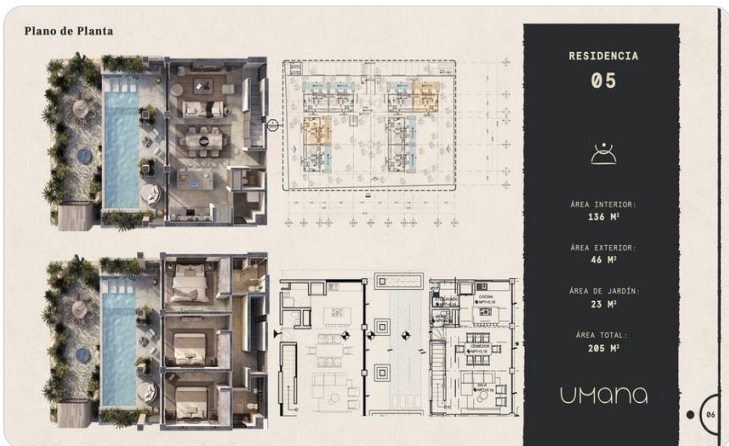 Plano de Planta
RESIDENCIA
05
ÁREA INTERIOR:
136 M²
ÁREA EXTERIOR:
46 M²
ÁREA DE JARDÍN:
23 M²
ÁREA TOTAL:
205 M²
UMana
06
COCINA
COMEDOR
SALA